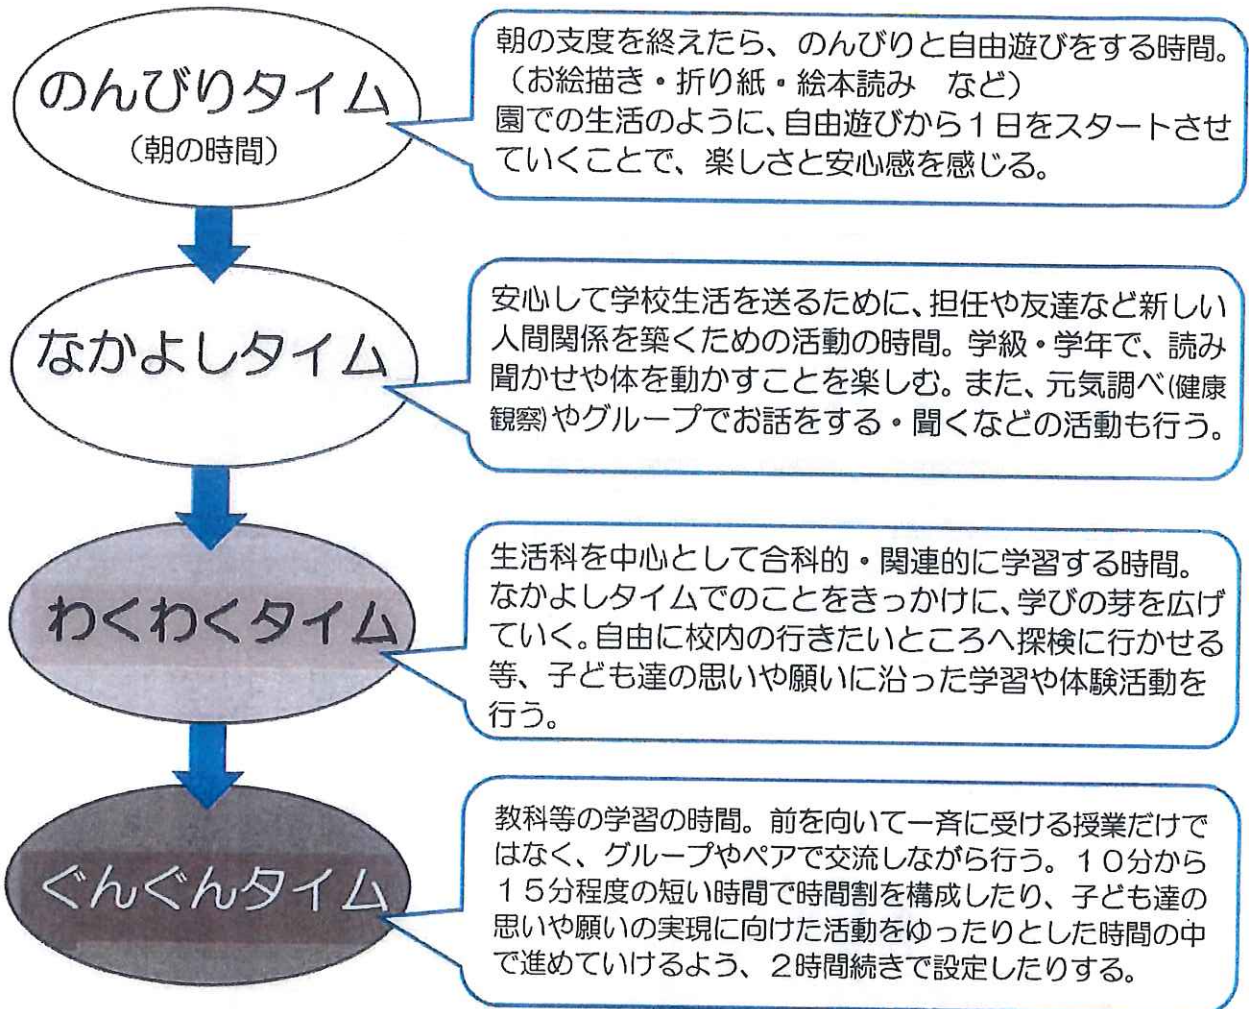 のんびりタイム
(朝の時間)
朝の支度を終えたら、のんびりと自由遊びをする時間。
(お絵描き・折り紙・絵本読み　など)
園での生活のように、自由遊びから1日をスタートさせ
ていくことで、楽しさと安心感を感じる。
なかよしタイム
安心して学校生活を送るために、担任や友達など新しい
人間関係を築くための活動の時間。学級・学年で、読み
聞かせや体を動かすことを楽しむ。また、元気調べ(健康
観察)やグループでお話をする・聞くなどの活動も行う。
わくわくタイム
生活科を中心として合科的・関連的に学習する時間。
なかよしタイムでのことをきっかけに、学びの芽を広げ
ていく。自由に校内の行きたいところへ探検に行かせる
等、子ども達の思いや願いに沿った学習や体験活動を
行う。
ぐんぐんタイム
教科等の学習の時間。前を向いて一斉に受ける授業だけで
はなく、グループやペアで交流しながら行う。10分から
15分程度の短い時間で時間割を構成したり、子ども達の
思いや願いの実現に向けた活動をゆったりとした時間の中
で進めていけるよう、2時間続きで設定したりする。